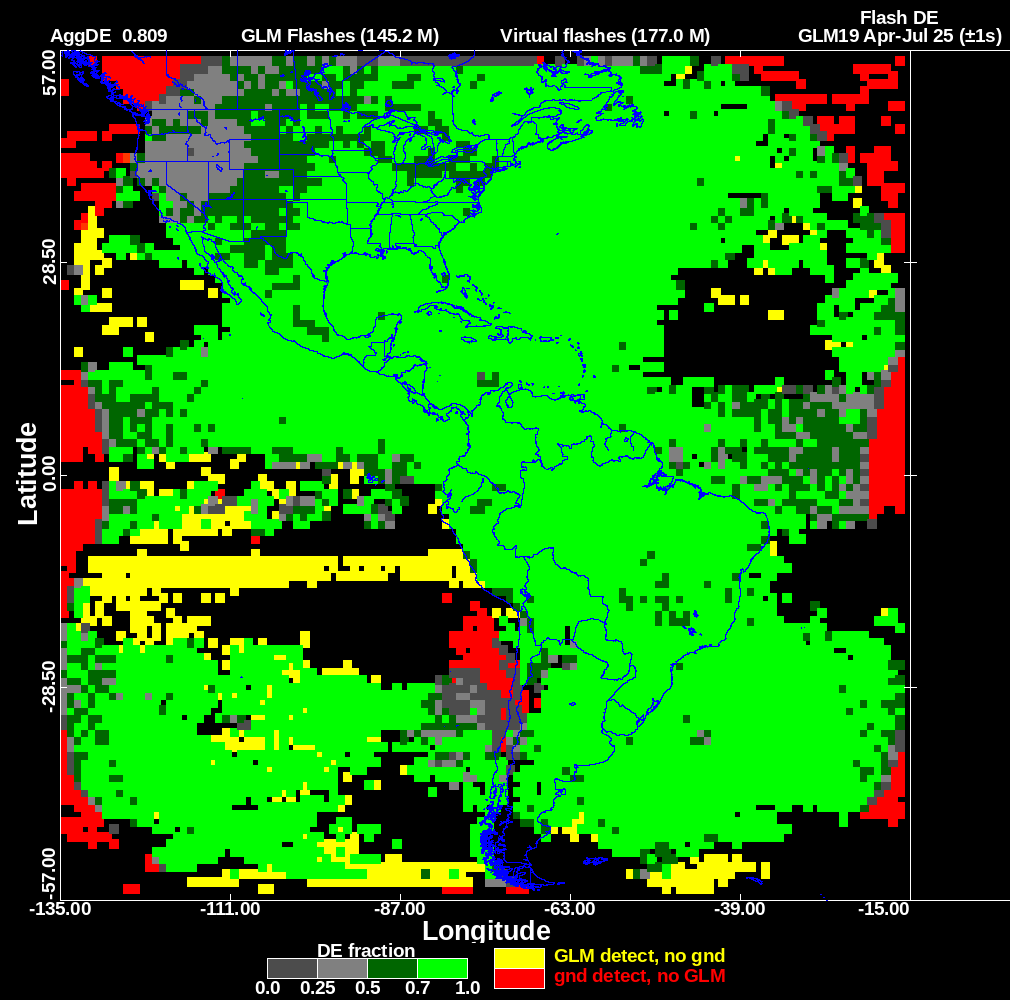 Flash DE
AggDE 0.809 GLM Flashes (145.2 M) Virtual flashes (177.0 M) GLM19 Apr-Jul 25 (±1s)
57.00
28.50
0.00
-28.50
-57.00
Latitude
-135.00 -111.00 -87.00 -63.00 -39.00 -15.00
Longitude
DE fraction
0.0 0.25 0.5 0.7 1.0
GLM detect, no gnd
gnd detect, no GLM